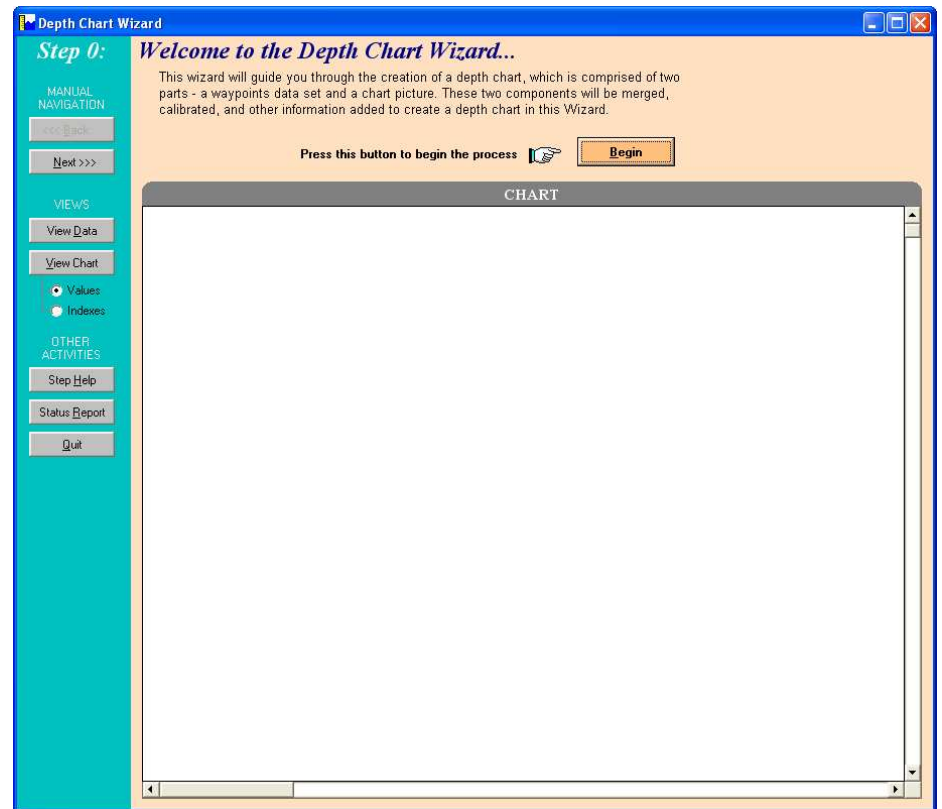 Depth Chart Wizard
Step 0:
MANUAL
NAVIGATION
<<< Back
Next >>>
VIEWS
View Data
View Chart
Values
Indexes
OTHER
ACTIVITIES
Step Help
Status Report
Quit
Welcome to the Depth Chart Wizard...
This wizard will guide you through the creation of a depth chart, which is comprised of two
parts - a waypoints data set and a chart picture. These two components will be merged,
calibrated, and other information added to create a depth chart in this Wizard.
Press this button to begin the process
Begin
CHART